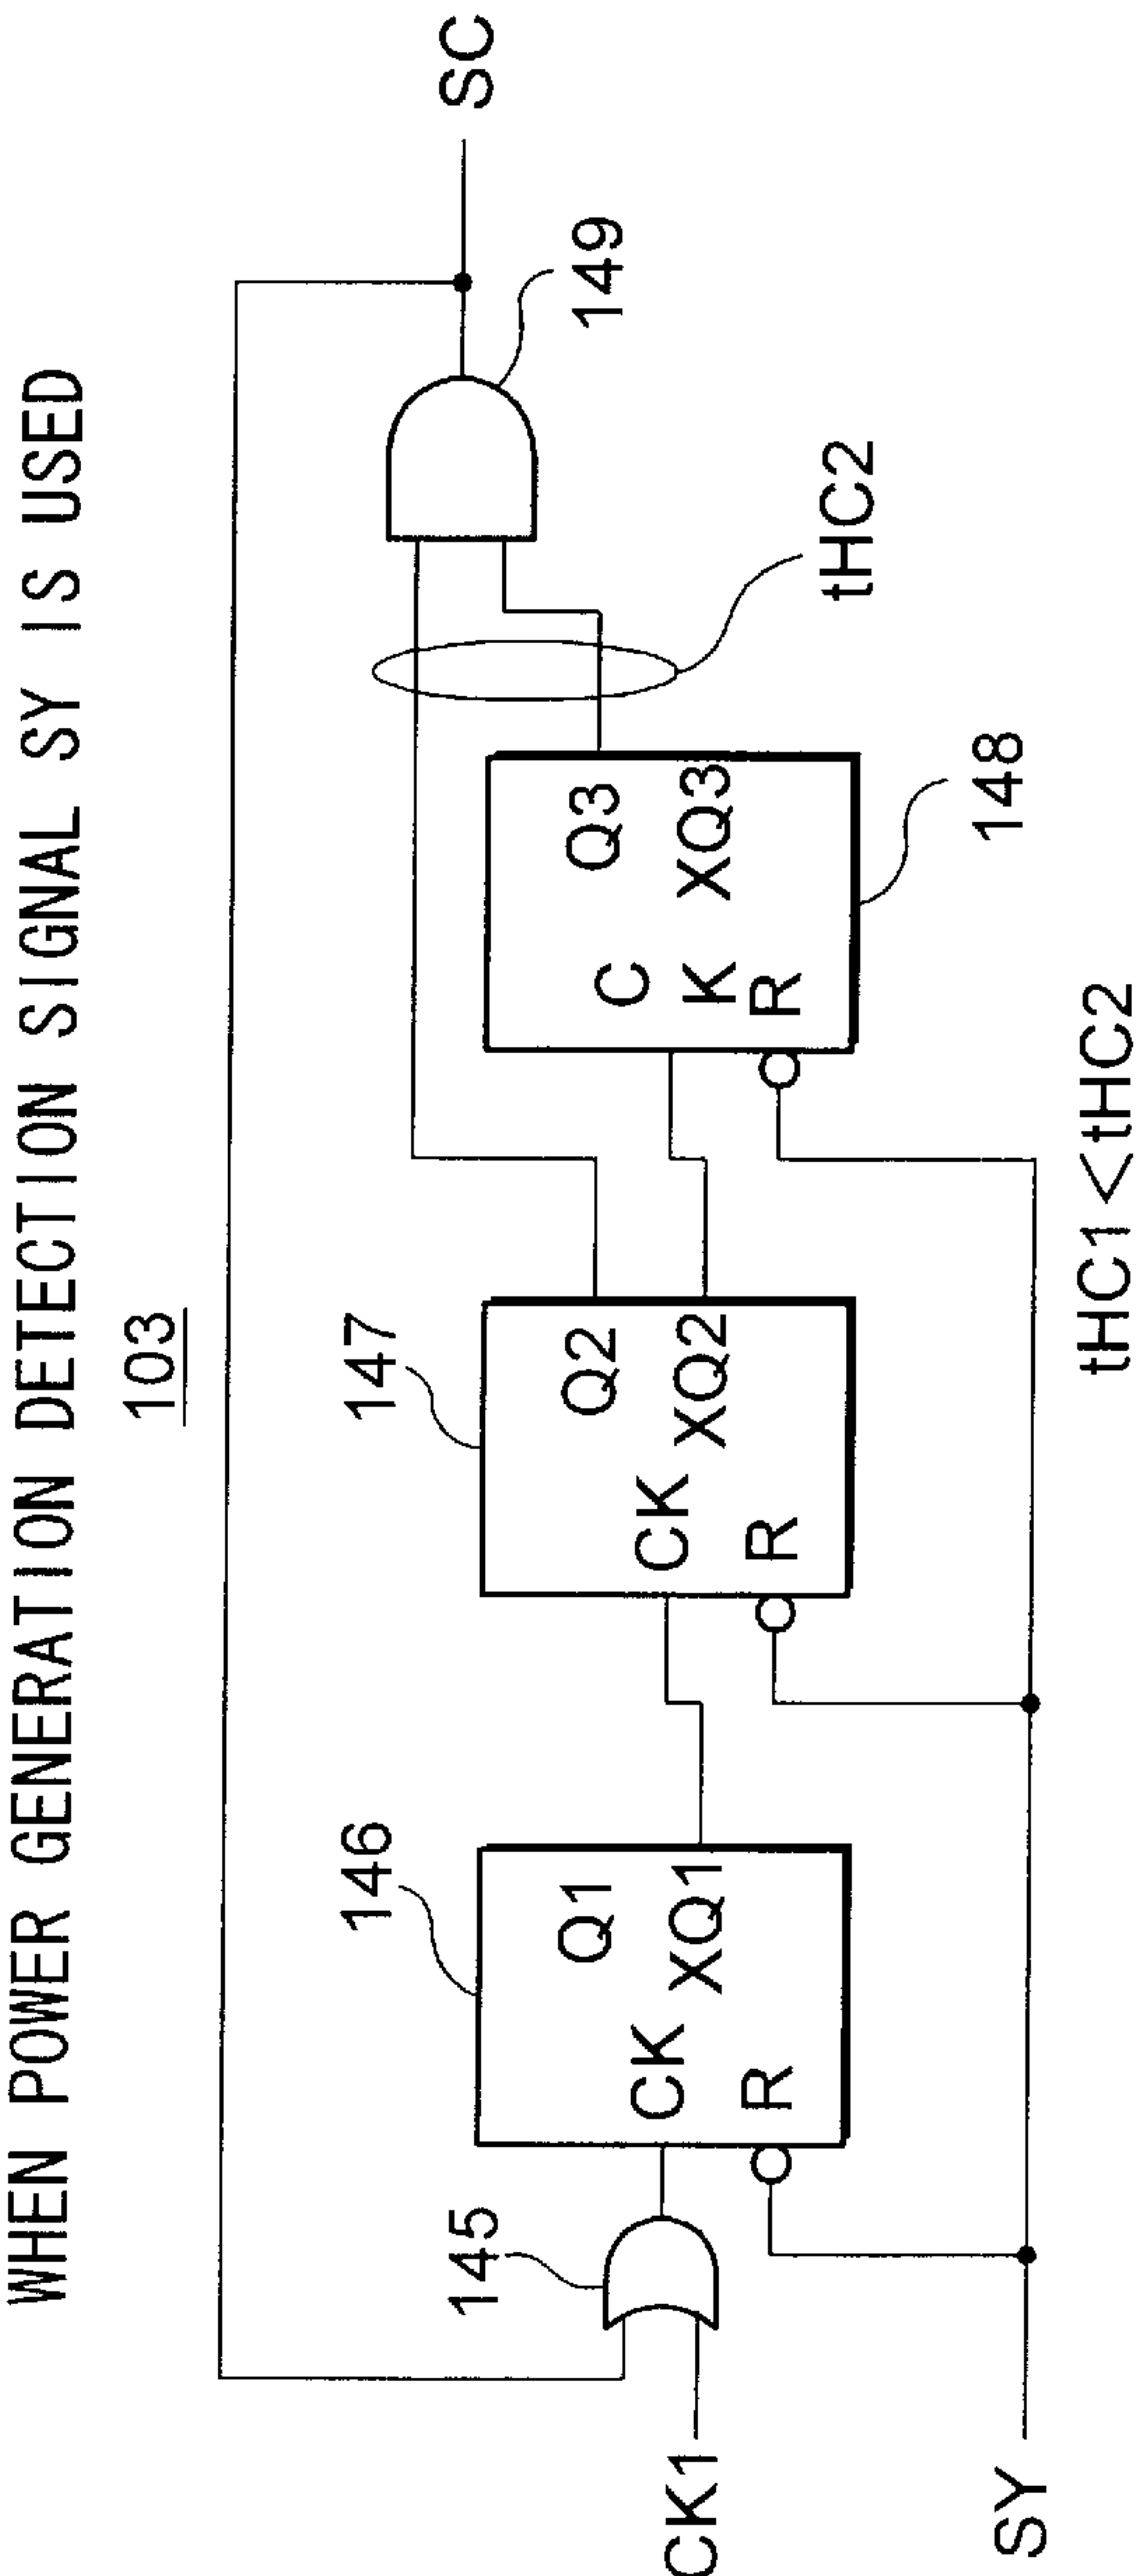 WHEN POWER GENERATION DETECTION SIGNAL SY IS USED
103
SC
149
tHC2
145
146
147
148
CK
Q1
XQ1
R
CK
Q2
XQ2
R
C
K
Q3
XQ3
R
CK1
SY
tHC1<tHC2